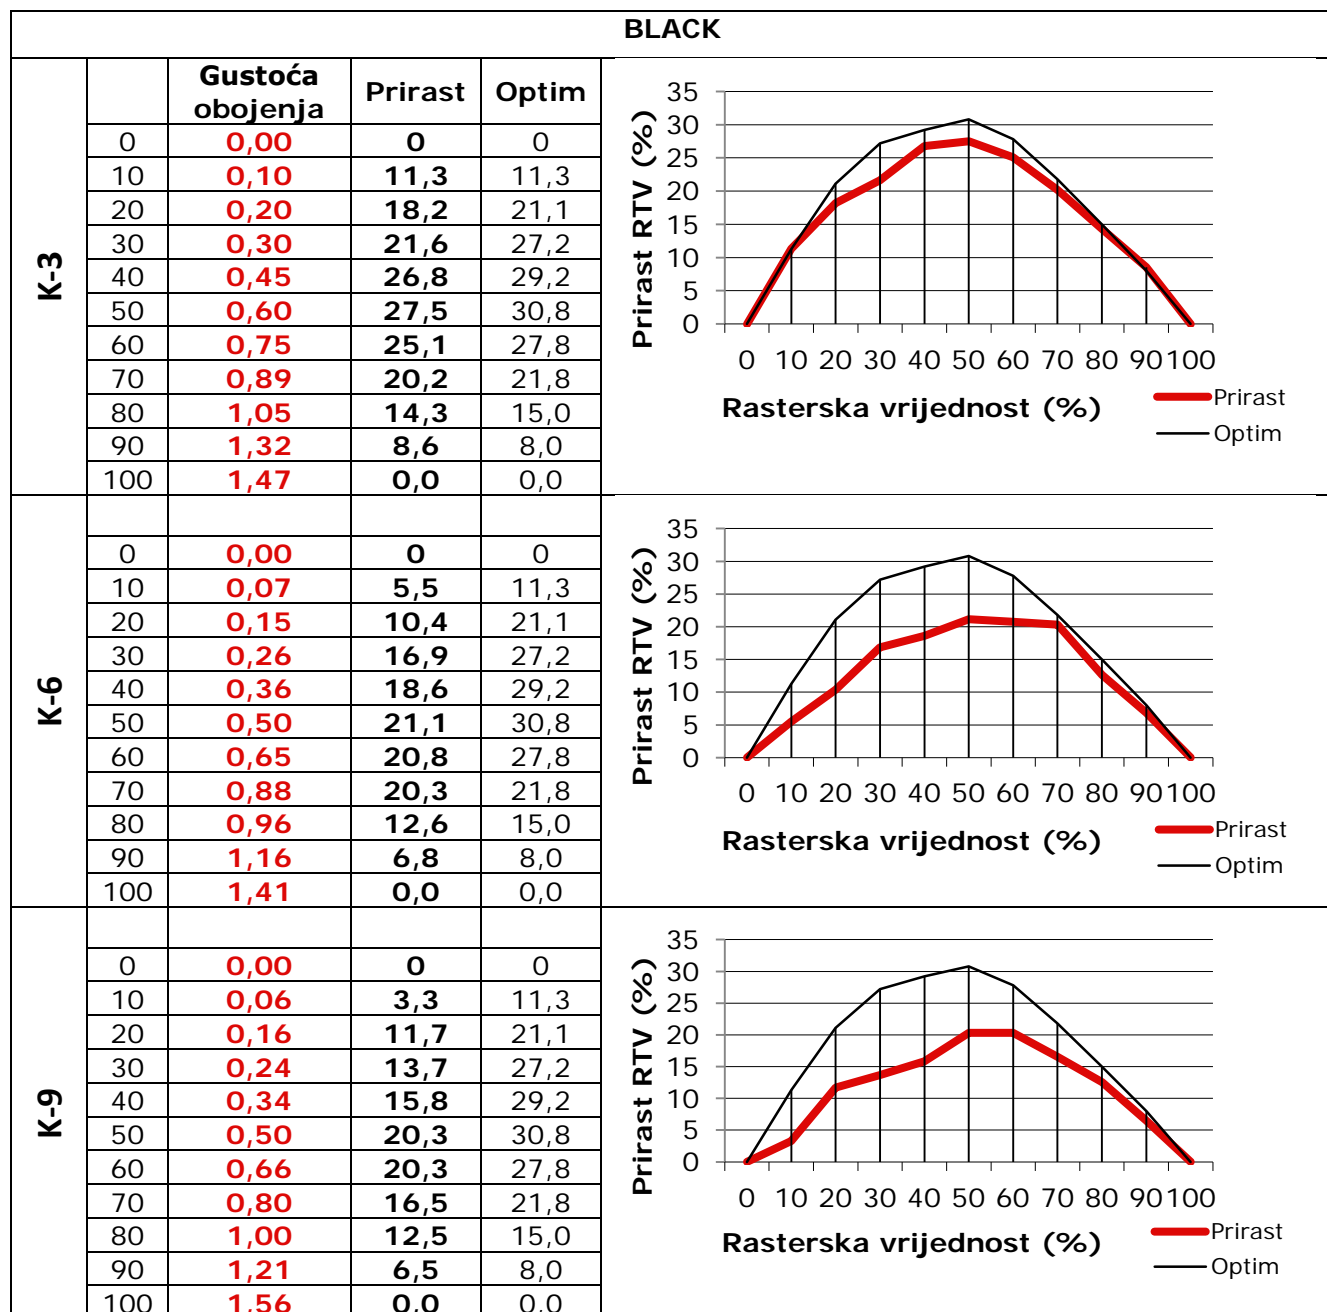 BLACK
K-3
Gustoća obojenja Prirast Optim
0 0,00 0 0
10 0,10 11,3 11,3
20 0,20 18,2 21,1
30 0,30 21,6 27,2
40 0,45 26,8 29,2
50 0,60 27,5 30,8
60 0,75 25,1 27,8
70 0,89 20,2 21,8
80 1,05 14,3 15,0
90 1,32 8,6 8,0
100 1,47 0,0 0,0
Prirast RTV (%)
35
30
25
20
15
10
5
0
0 10 20 30 40 50 60 70 80 90 100
Rasterska vrijednost (%)
Prirast
Optim
K-6
0 0,00 0 0
10 0,07 5,5 11,3
20 0,15 10,4 21,1
30 0,26 16,9 27,2
40 0,36 18,6 29,2
50 0,50 21,1 30,8
60 0,65 20,8 27,8
70 0,88 20,3 21,8
80 0,96 12,6 15,0
90 1,16 6,8 8,0
100 1,41 0,0 0,0
Prirast RTV (%)
35
30
25
20
15
10
5
0
0 10 20 30 40 50 60 70 80 90 100
Rasterska vrijednost (%)
Prirast
Optim
K-9
0 0,00 0 0
10 0,06 3,3 11,3
20 0,16 11,7 21,1
30 0,24 13,7 27,2
40 0,34 15,8 29,2
50 0,50 20,3 30,8
60 0,66 20,3 27,8
70 0,80 16,5 21,8
80 1,00 12,5 15,0
90 1,21 6,5 8,0
100 1,56 0,0 0,0
Prirast RTV (%)
35
30
25
20
15
10
5
0
0 10 20 30 40 50 60 70 80 90 100
Rasterska vrijednost (%)
Prirast
Optim